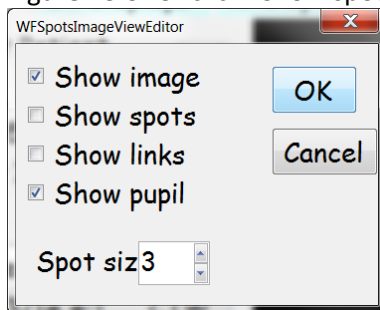 WFSpotsImageViewEditor
Show image
OK
Show spots
Show links
Cancel
Show pupil
Spot siz 3